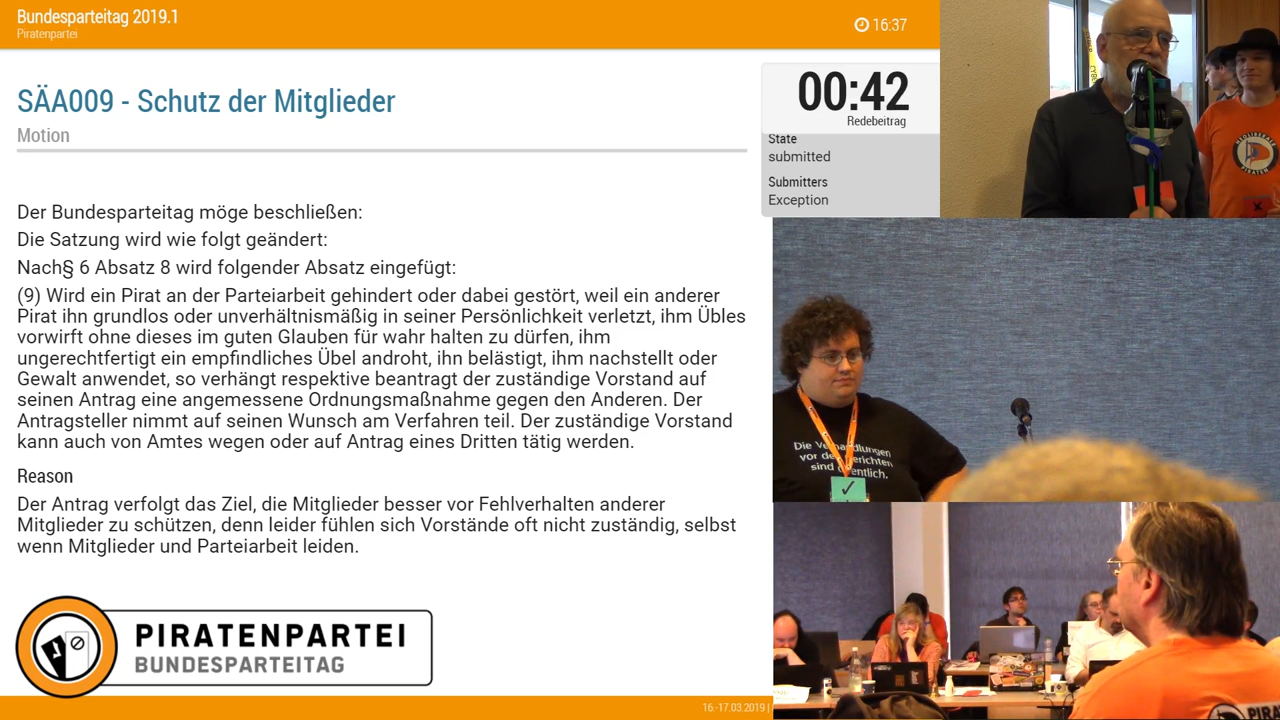 Bundesparteitag 2019.1
Piratenpartei
16:37
SÄA009 - Schutz der Mitglieder
Motion
00:42
Redebeitrag
State
submitted
Submitters
Exception
Der Bundesparteitag möge beschließen:
Die Satzung wird wie folgt geändert:
Nach§ 6 Absatz 8 wird folgender Absatz eingefügt:
(9) Wird ein Pirat an der Parteiarbeit gehindert oder dabei gestört, weil ein anderer
Pirat ihn grundlos oder unverhältnismäßig in seiner Persönlichkeit verletzt, ihm Übles
vorwirft ohne dieses im guten Glauben für wahr halten zu dürfen, ihm
ungerechtfertigt ein empfindliches Übel androht, ihn belästigt, ihm nachstellt oder
Gewalt anwendet, so verhängt respektive beantragt der zuständige Vorstand auf
seinen Antrag eine angemessene Ordnungsmaßnahme gegen den Anderen. Der
Antragsteller nimmt auf seinen Wunsch am Verfahren teil. Der zuständige Vorstand
kann auch von Amtes wegen oder auf Antrag eines Dritten tätig werden.
Reason
Der Antrag verfolgt das Ziel, die Mitglieder besser vor Fehlverhalten anderer
Mitglieder zu schützen, denn leider fühlen sich Vorstände oft nicht zuständig, selbst
wenn Mitglieder und Parteiarbeit leiden.
PIRATENPARTEI
BUNDESPARTEITAG
16.-17.03.2019 |
PIRATEN
Die Verhandlungen
vor den Gerichten
sind öffentlich.
PIRA